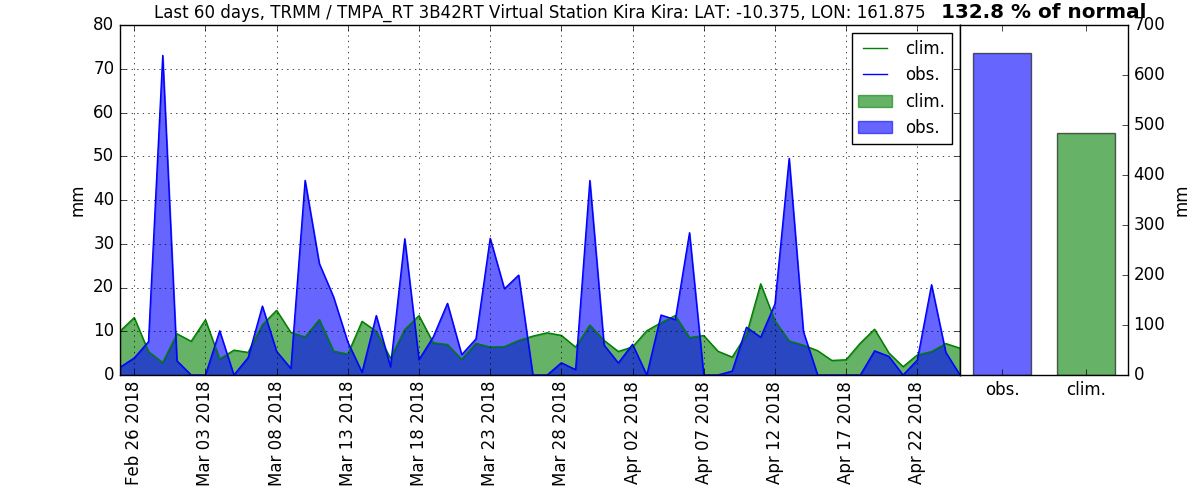 Last 60 days, TRMM / TMPA_RT 3B42RT Virtual Station Kira Kira: LAT: -10.375, LON: 161.875 132.8 % of normal
80
70
60
50
40
30
20
10
0
mm
clim.
obs.
clim.
obs.
Feb 26 2018
Mar 03 2018
Mar 08 2018
Mar 13 2018
Mar 18 2018
Mar 23 2018
Mar 28 2018
Apr 02 2018
Apr 07 2018
Apr 12 2018
Apr 17 2018
Apr 22 2018
700
600
500
400
300
200
100
0
mm
obs. clim.